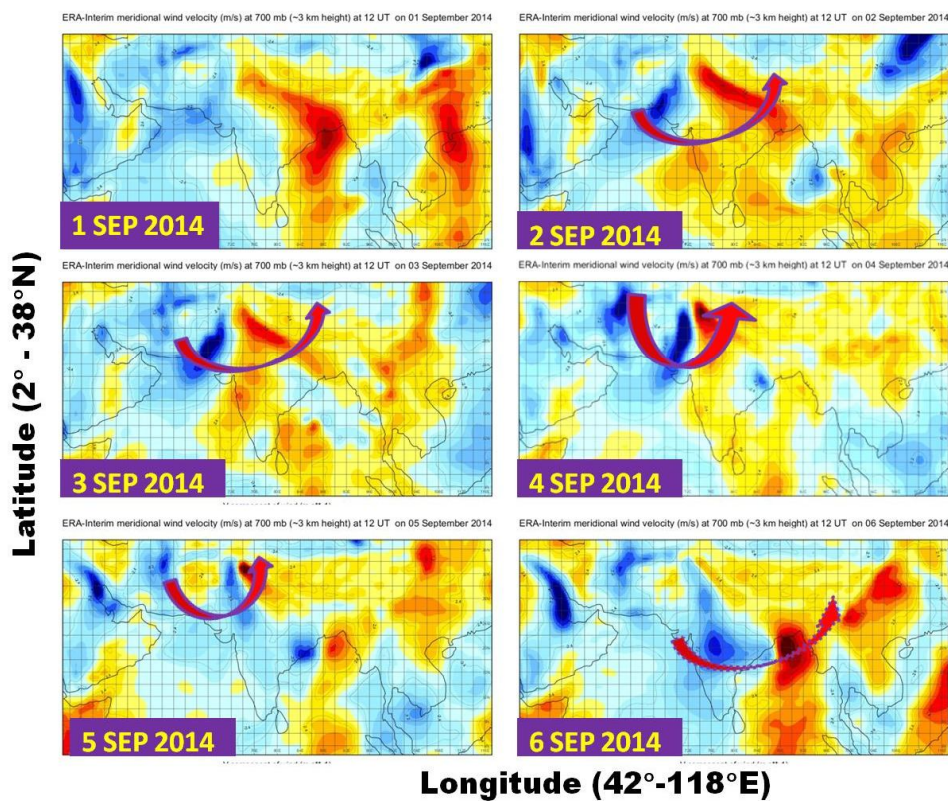 ERA-Interim meridional wind velocity (m/s) at 700 mb (~3 km height) at 12 UT on 01 September 2014
ERA-Interim meridional wind velocity (m/s) at 700 mb (~3 km height) at 12 UT on 02 September 2014
1 SEP 2014
2 SEP 2014
ERA-Interim meridional wind velocity (m/s) at 700 mb (~3 km height) at 12 UT on 03 September 2014
ERA-Interim meridional wind velocity (m/s) at 700 mb (~3 km height) at 12 UT on 04 September 2014
3 SEP 2014
4 SEP 2014
ERA-Interim meridional wind velocity (m/s) at 700 mb (~3 km height) at 12 UT on 05 September 2014
ERA-Interim meridional wind velocity (m/s) at 700 mb (~3 km height) at 12 UT on 06 September 2014
5 SEP 2014
6 SEP 2014
Latitude (2° - 38°N)
Longitude (42°-118°E)